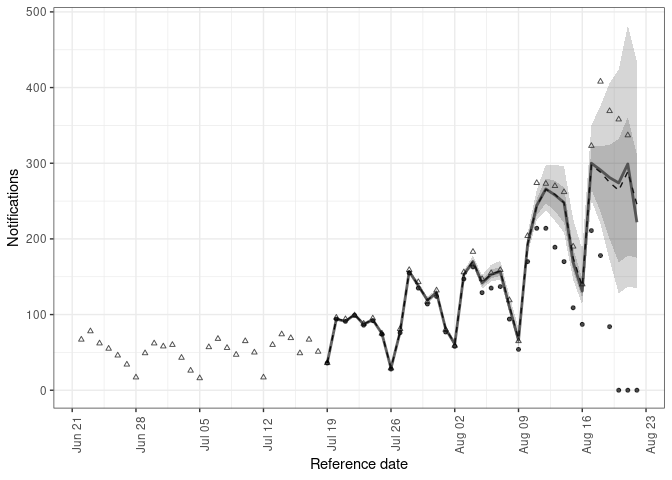 500
400
300
200
100
0
Notifications
Jun 21
Jun 28
Jul 05
Jul 12
Jul 19
Jul 26
Aug 02
Aug 09
Aug 16
Aug 23
Reference date